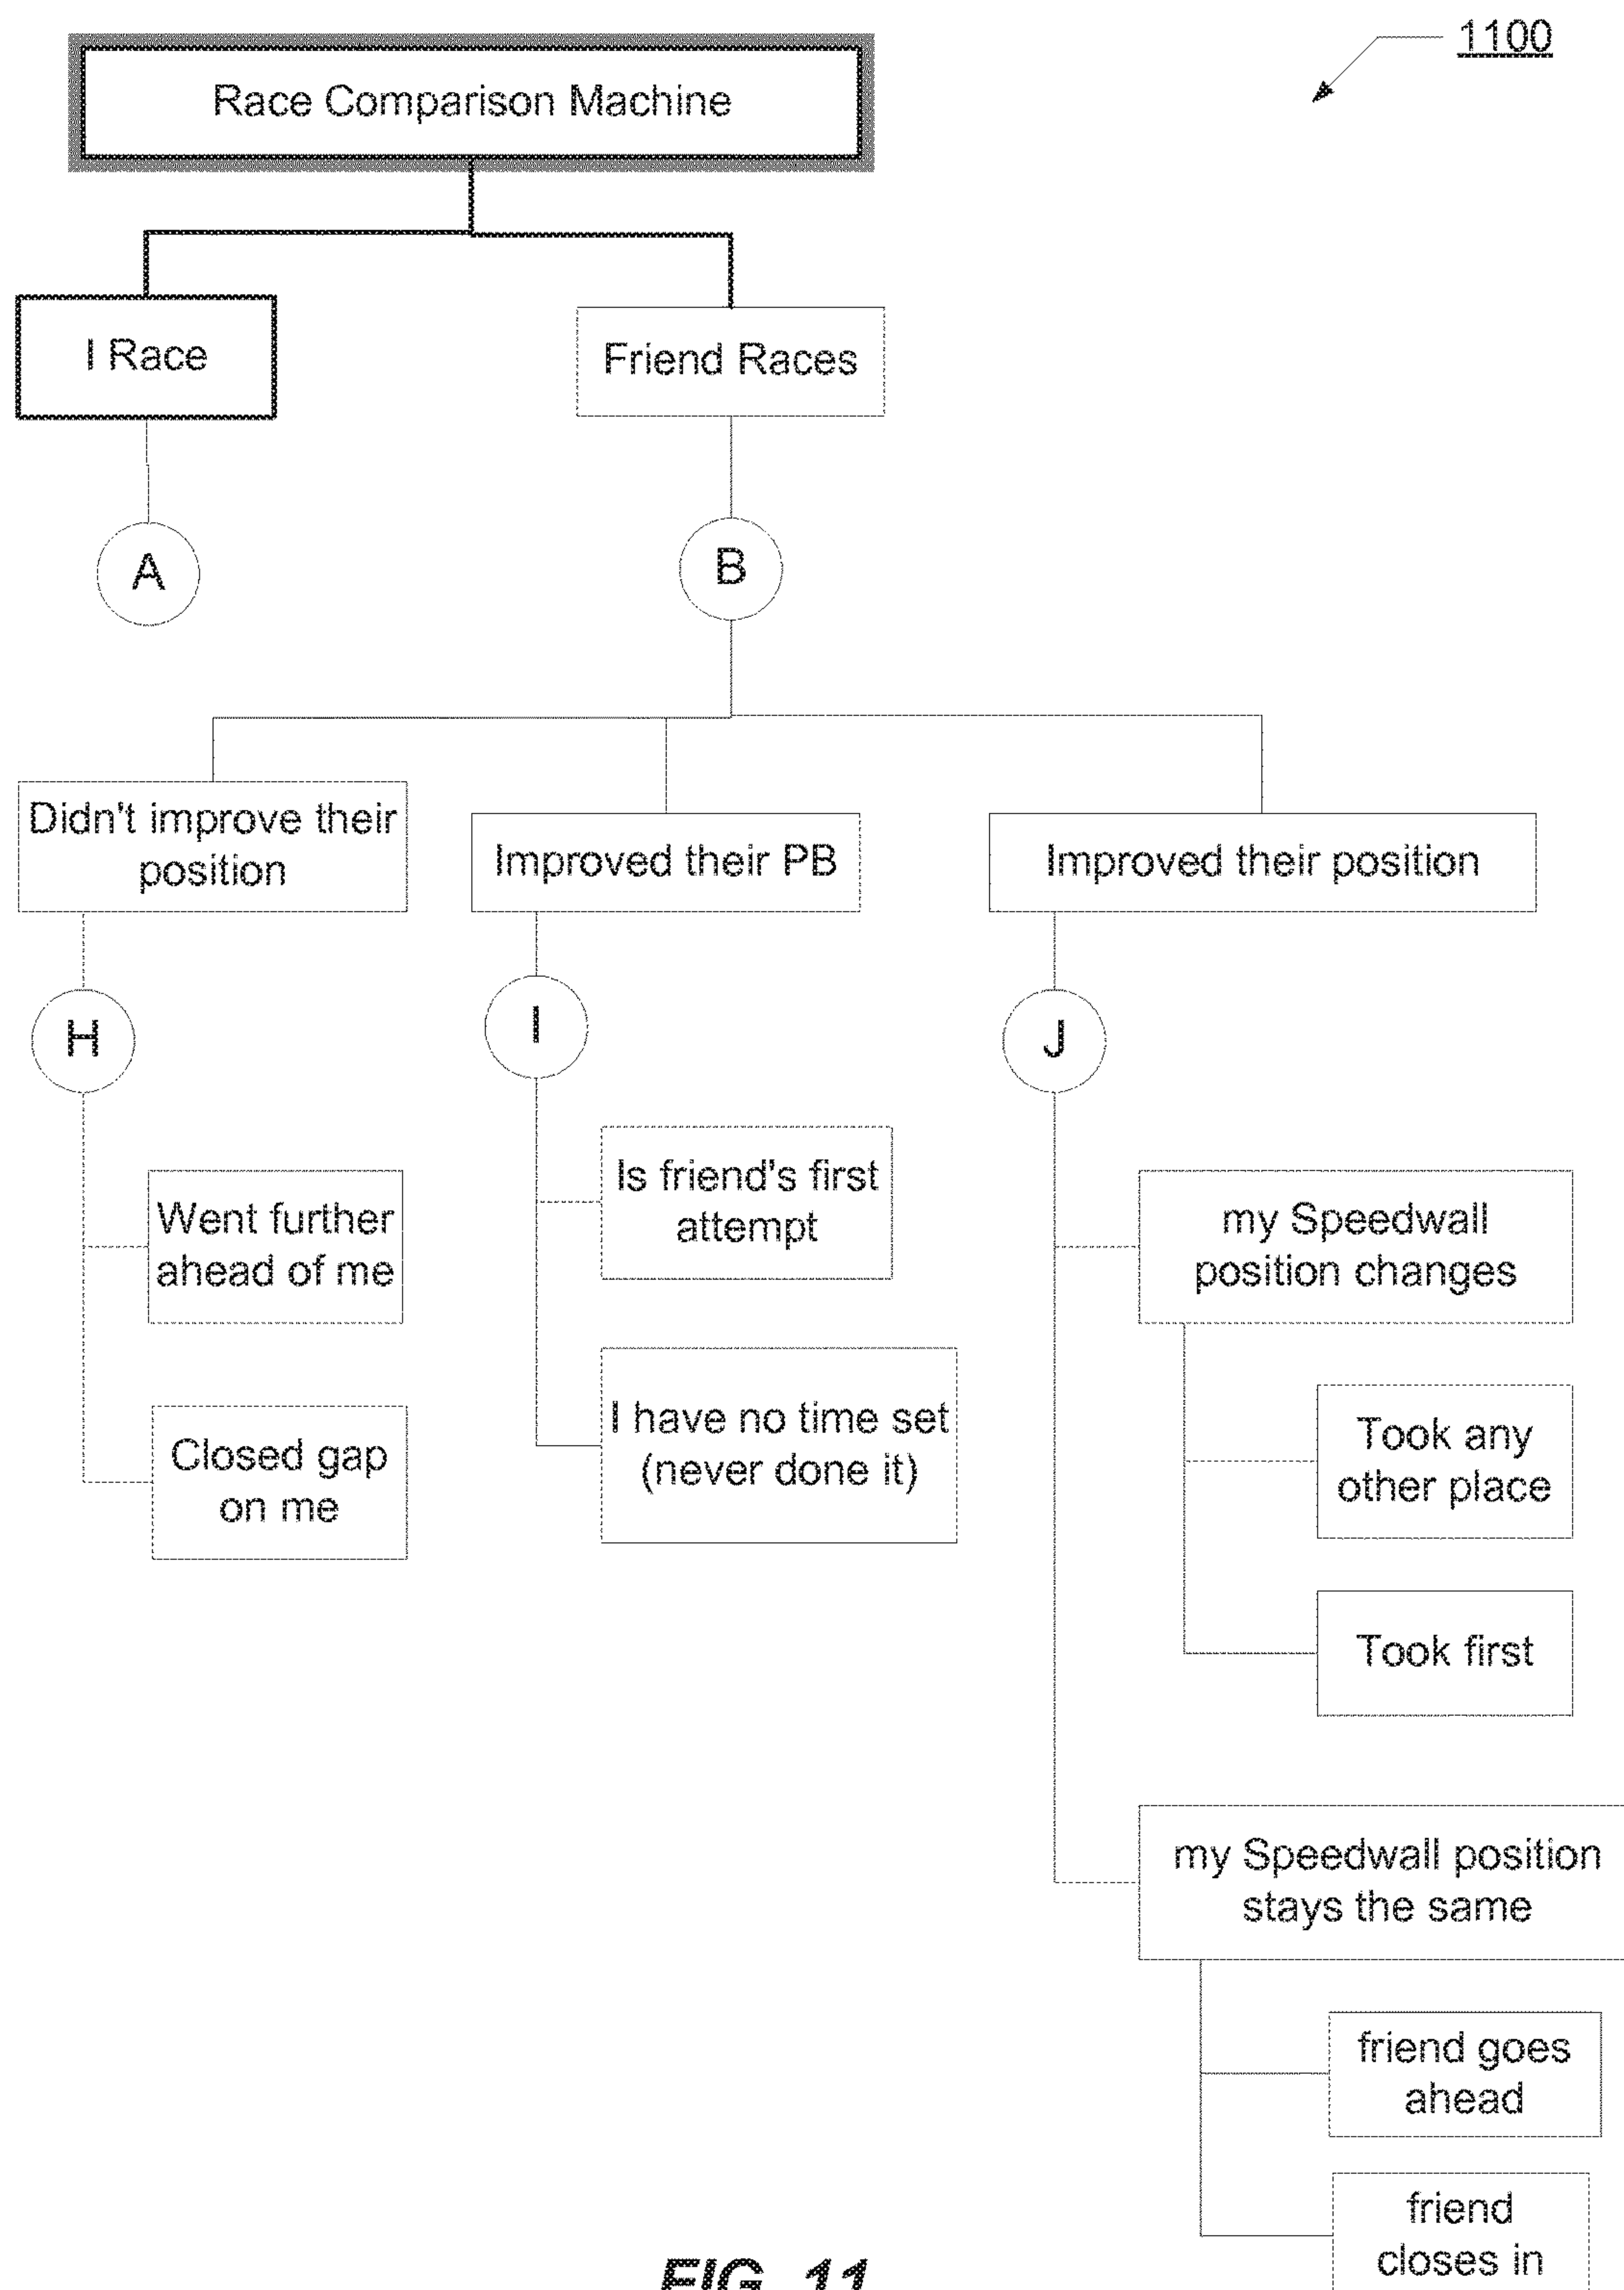 1100
Race Comparison Machine
I Race
Friend Races
A
B
Didn't improve their
position
Improved their PB
Improved their position
H
I
J
Went further
ahead of me
Closed gap
on me
Is friend's first
attempt
I have no time set
(never done it)
my Speedwall
position changes
Took any
other place
Took first
my Speedwall position
stays the same
friend goes
ahead
friend
closes in
FIG. 11